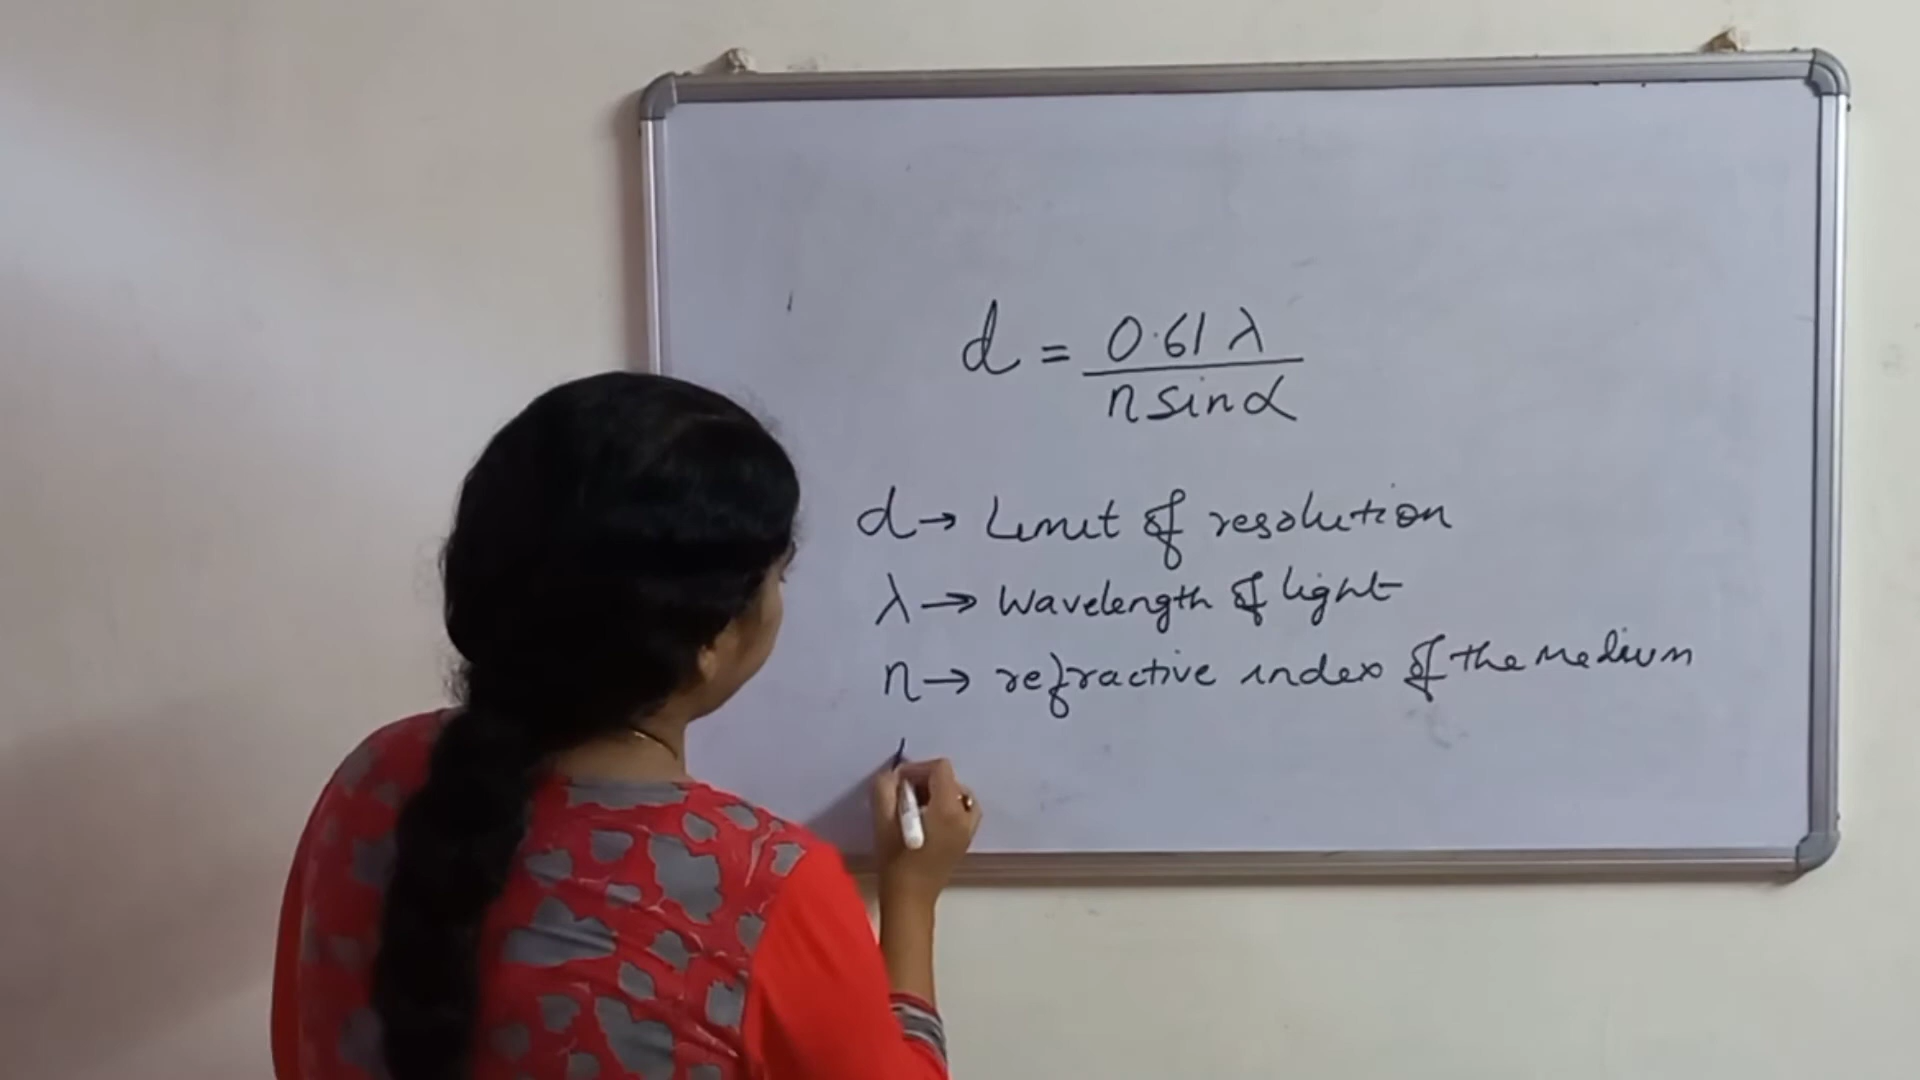 d = 0.61 λ
n sin α
d → Limit of resolution
λ → Wavelength of light
n → refractive index of the medium